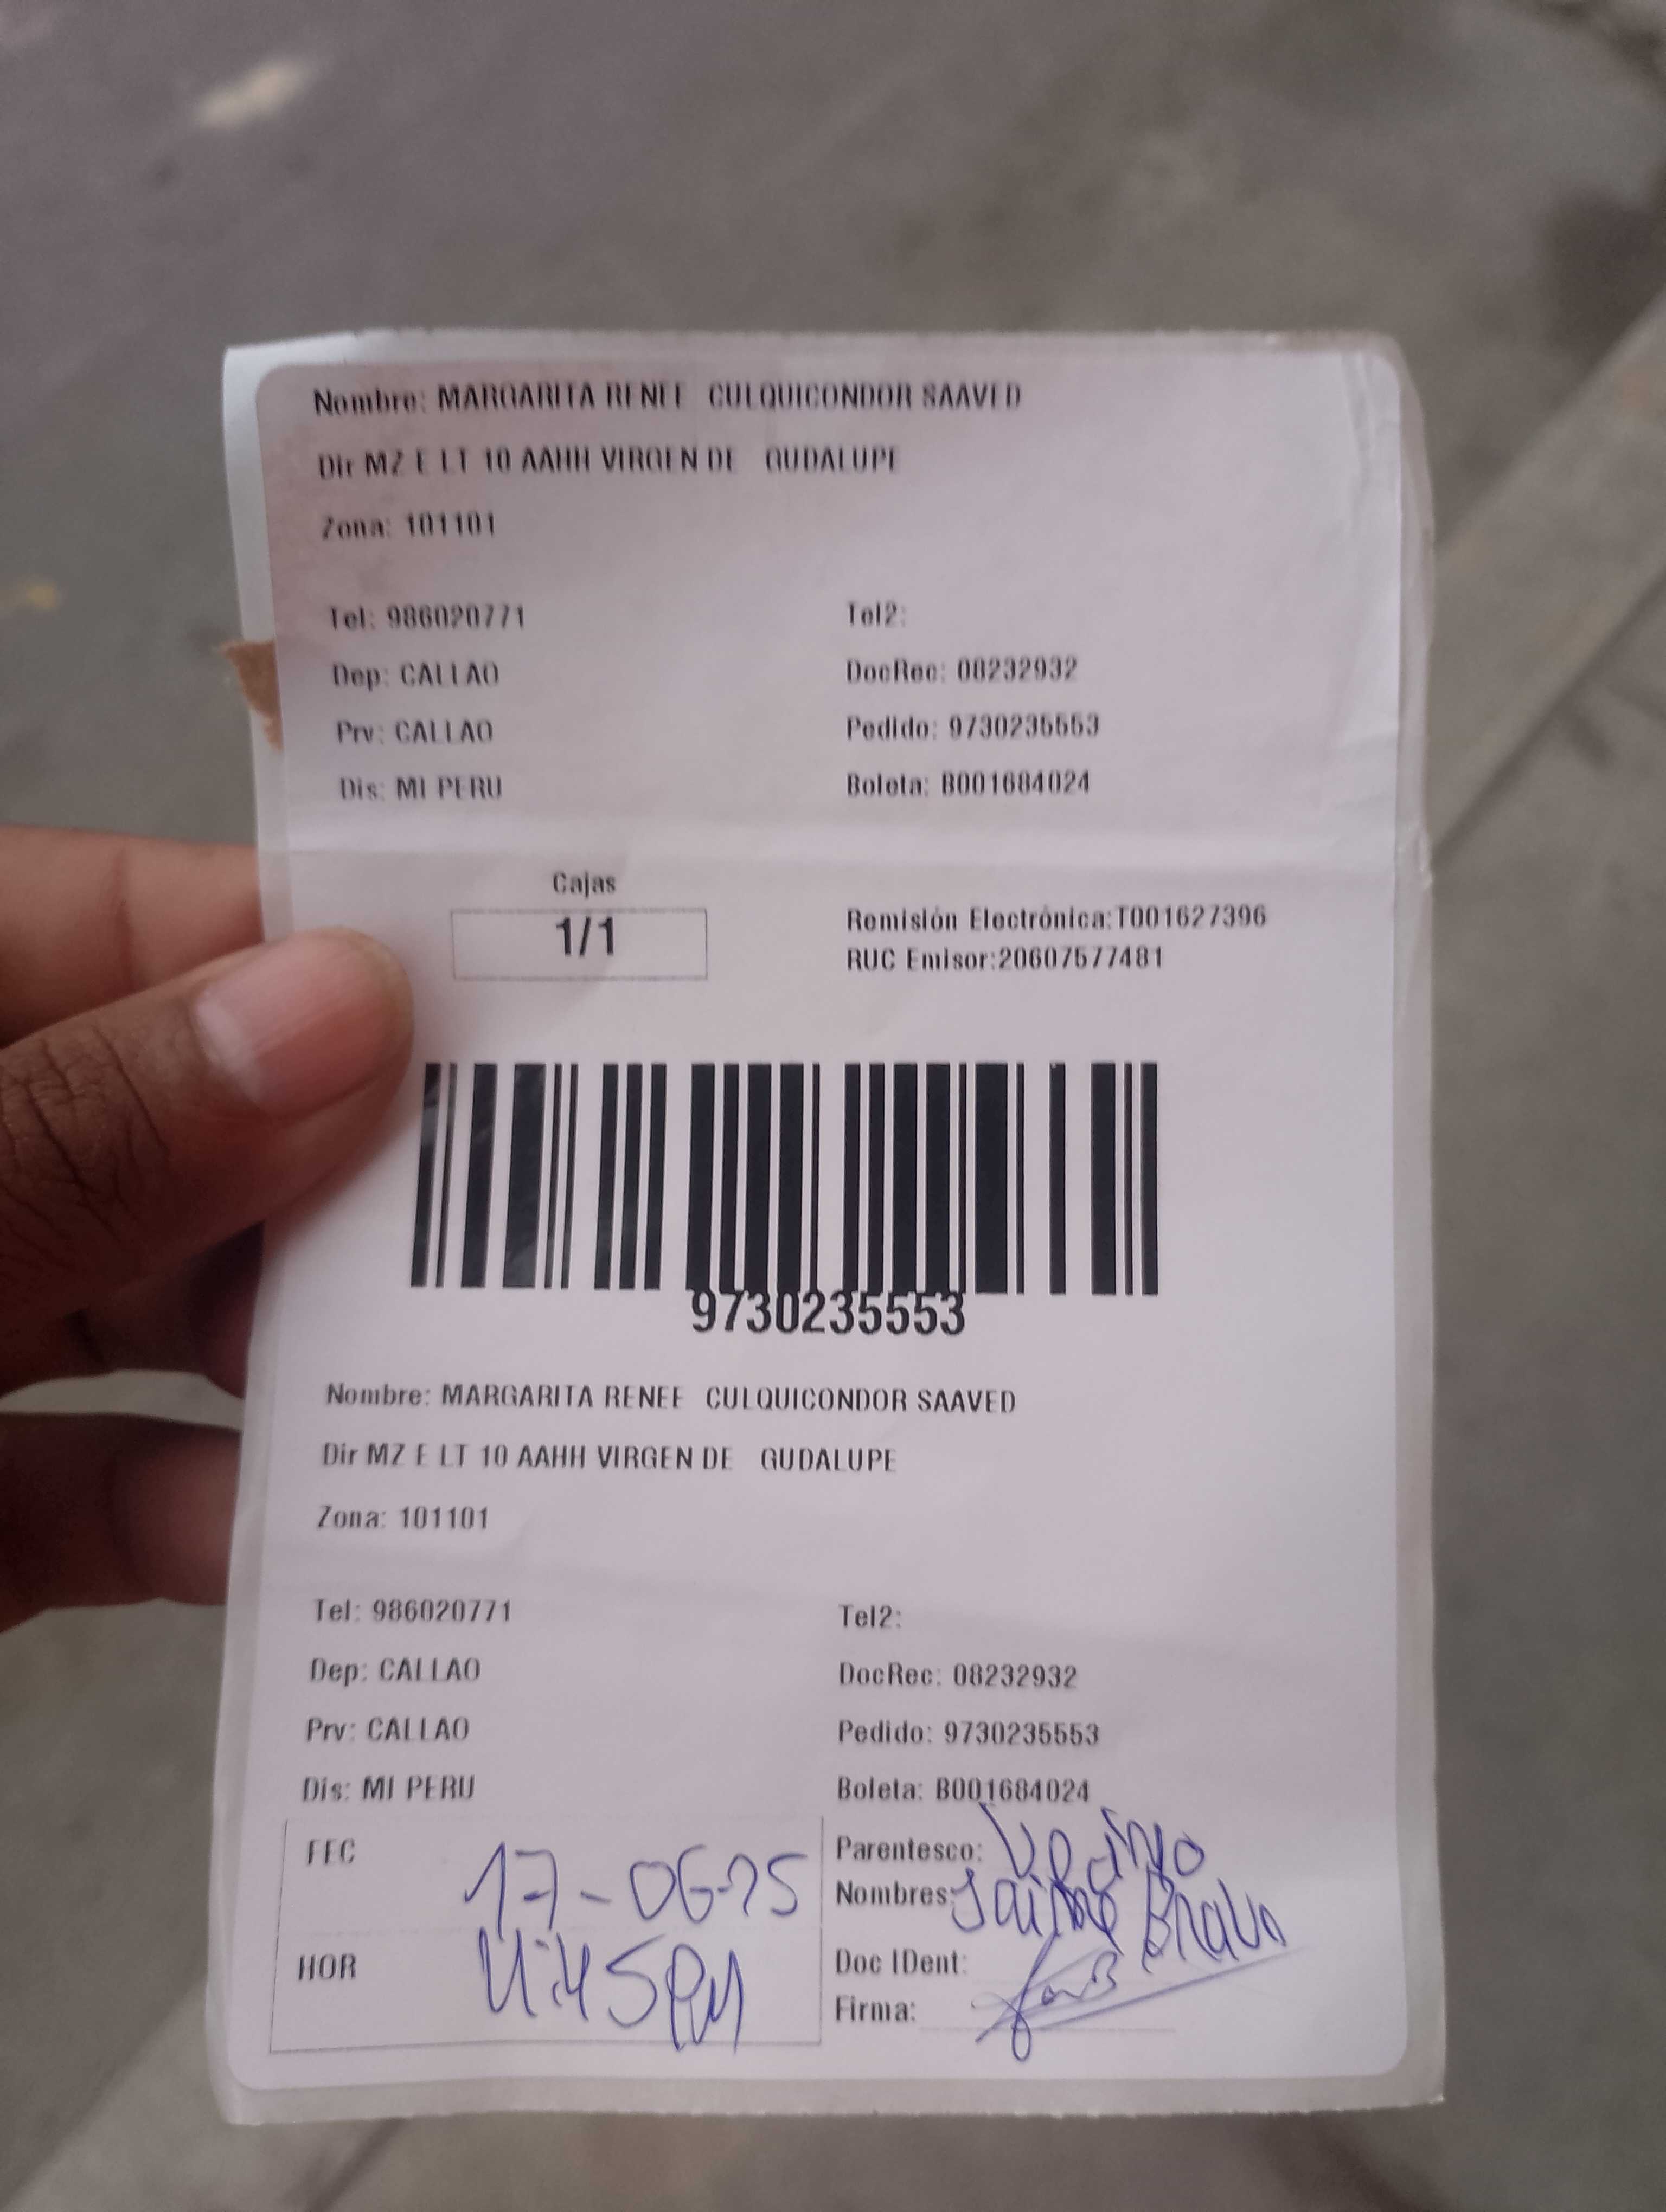 Nombre: MARGARITA RENEE CULQUICONDOR SAAVED
Dir MZ E LT 10 AAHH VIRGEN DE GUDALUPE
Zona: 101101
Tel: 986020771 Tel2:
Dep: CALLAO DocRec: 08232932
Prv: CALLAO Pedido: 9730235553
Dis: MI PERU Boleta: B001684024
Cajas
1/1
Remisión Electrónica:T001627396
RUC Emisor:20607577481
9730235553
Nombre: MARGARITA RENEE CULQUICONDOR SAAVED
Dir MZ E LT 10 AAHH VIRGEN DE GUDALUPE
Zona: 101101
Tel: 986020771 Tel2:
Dep: CALLAO DocRec: 08232932
Prv: CALLAO Pedido: 9730235553
Dis: MI PERU Boleta: B001684024
FEC 17-06-25
Parentesco: Vecino
Nombres: Jaime Bravo
HOR 4:45PM
Doc IDent:
Firma: